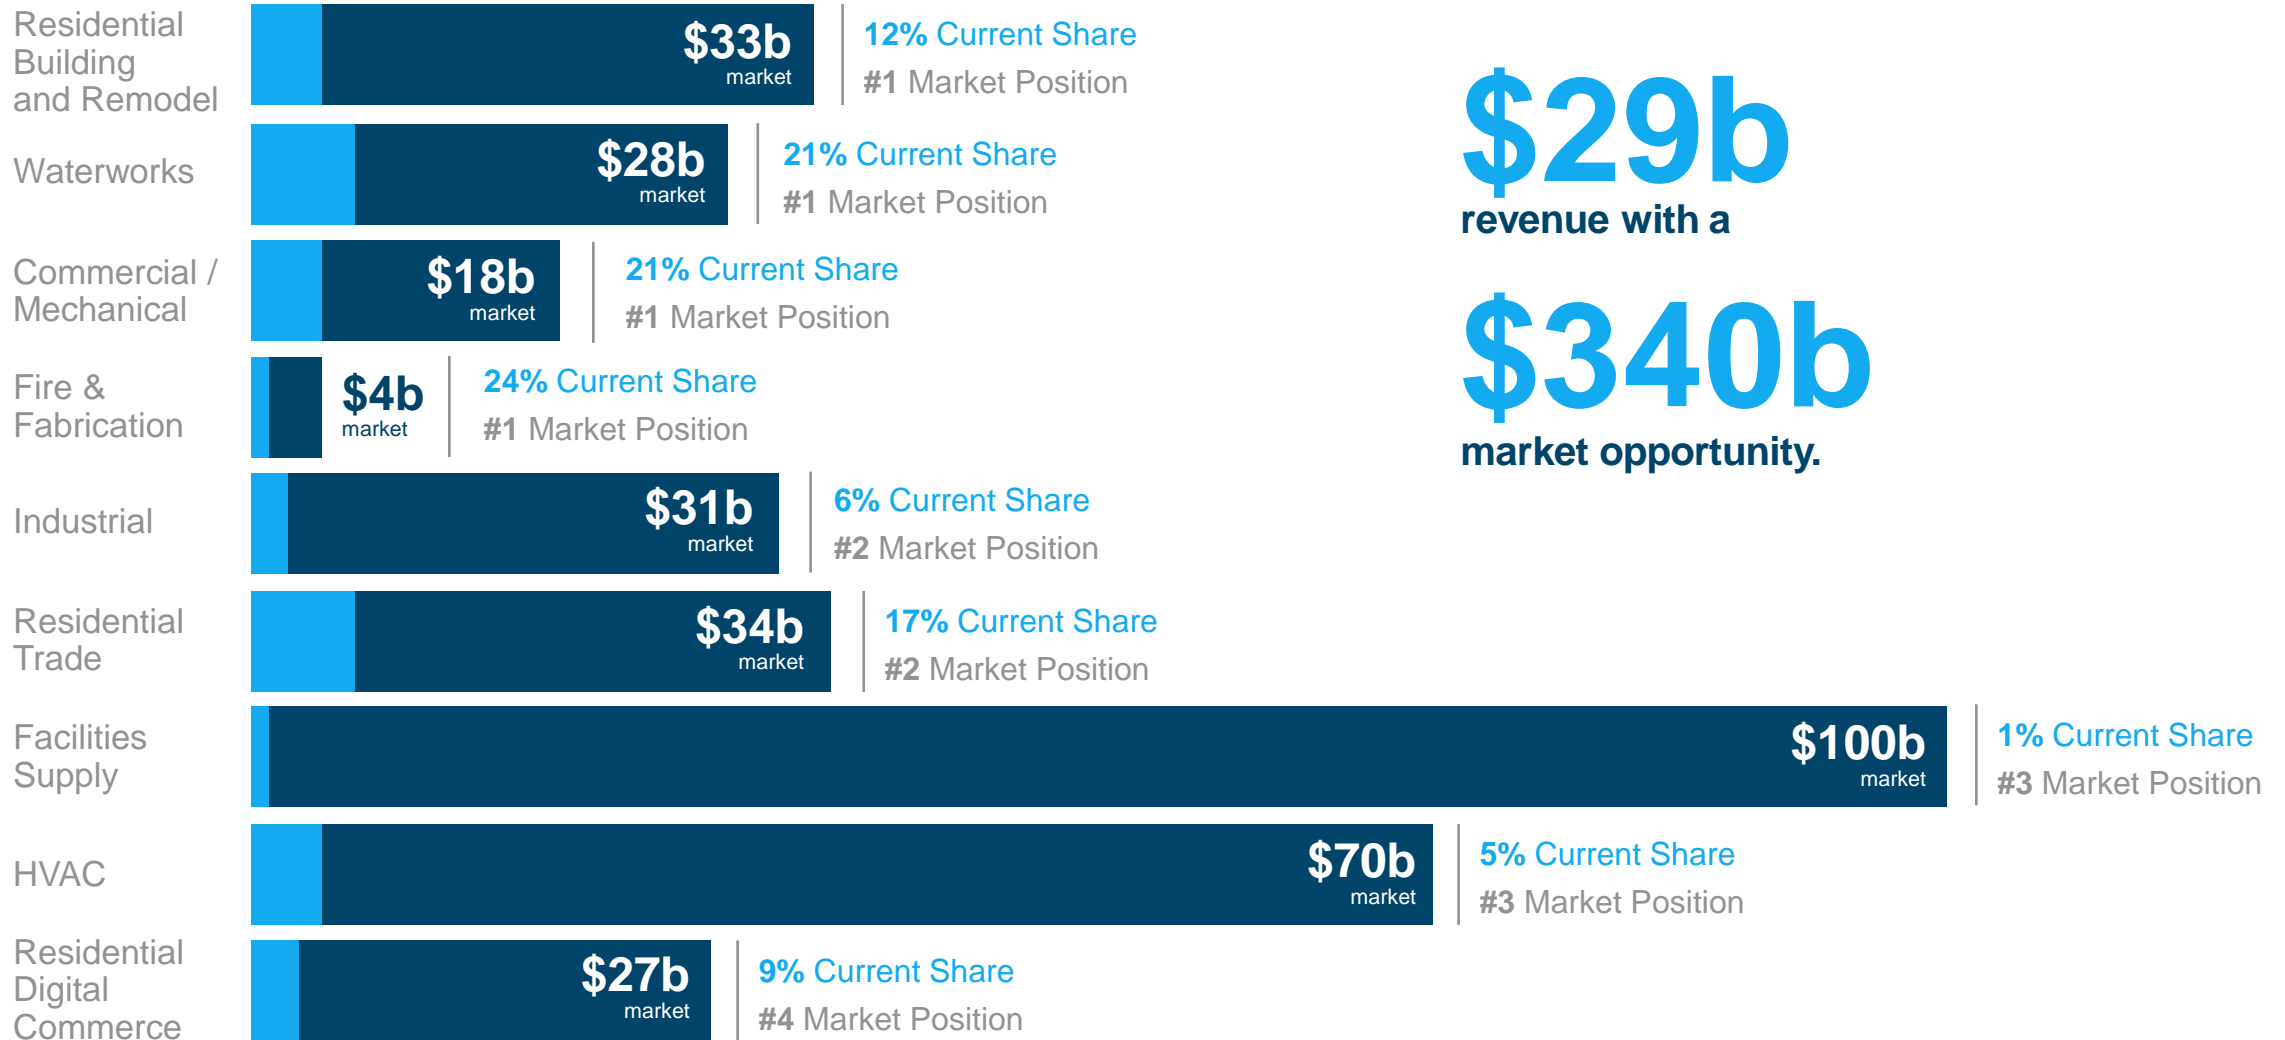 Residential
Building
and Remodel
$33b
market
12% Current Share
#1 Market Position
Waterworks
$28b
market
21% Current Share
#1 Market Position
Commercial /
Mechanical
$18b
market
21% Current Share
#1 Market Position
Fire &
Fabrication
$4b
market
24% Current Share
#1 Market Position
Industrial
$31b
market
6% Current Share
#2 Market Position
Residential
Trade
$34b
market
17% Current Share
#2 Market Position
Facilities
Supply
$100b
market
1% Current Share
#3 Market Position
HVAC
$70b
market
5% Current Share
#3 Market Position
Residential
Digital
Commerce
$27b
market
9% Current Share
#4 Market Position
$29b
revenue with a
$340b
market opportunity.